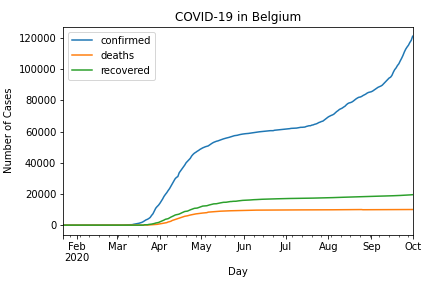 COVID-19 in Belgium
confirmed
deaths
recovered
120000
100000
80000
60000
40000
20000
0
Number of Cases
Feb Mar Apr May Jun Jul Aug Sep Oct
2020
Day